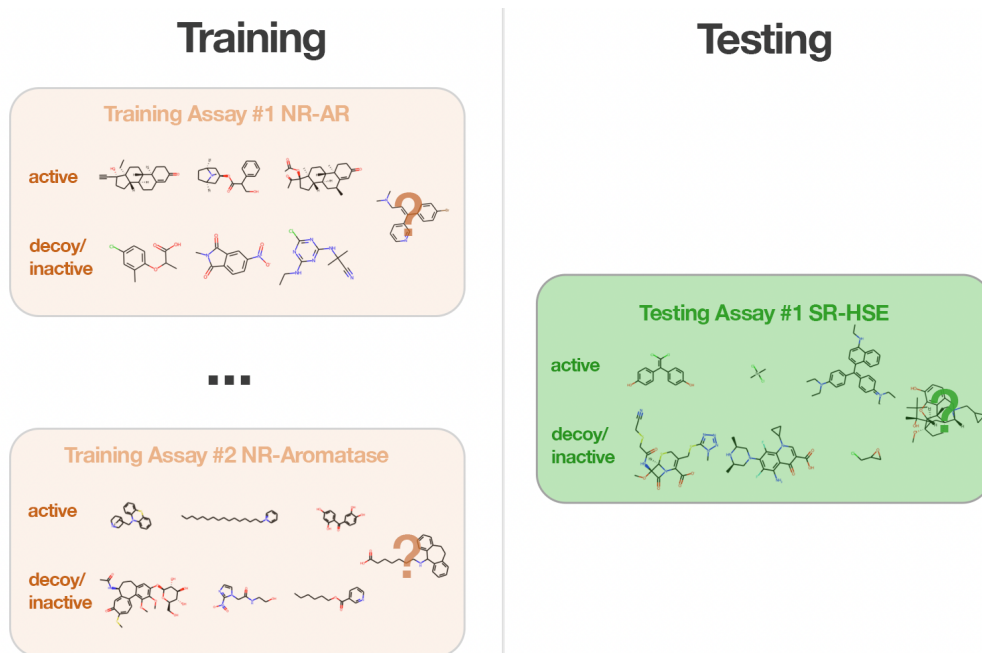 Training
Testing
Training Assay #1 NR-AR
active
decoy/
inactive
?
...
Training Assay #2 NR-Aromatase
active
decoy/
inactive
?
Testing Assay #1 SR-HSE
active
decoy/
inactive
?